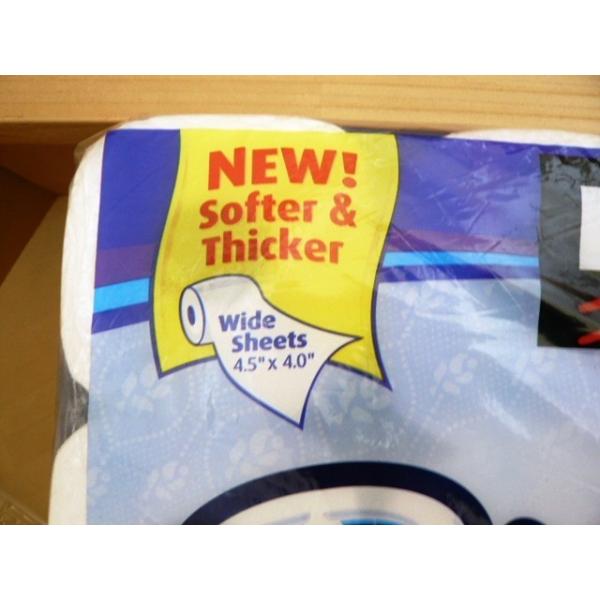 NEW!
Softer &
Thicker
Wide
Sheets
4.5" x 4.0"